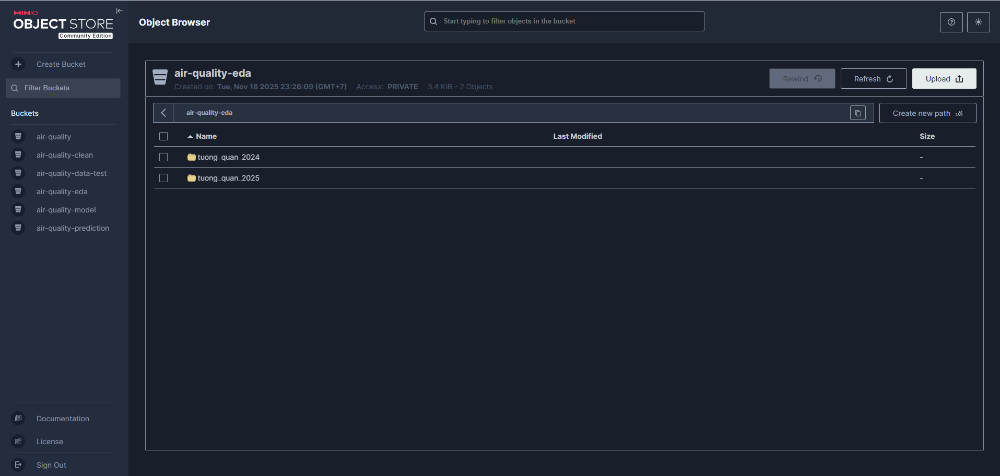 MINIO
OBJECT STORE
Community Edition
Create Bucket
Filter Buckets
Buckets
air-quality
air-quality-clean
air-quality-data-test
air-quality-eda
air-quality-model
air-quality-prediction
Documentation
License
Sign Out
Object Browser
Start typing to filter objects in the bucket
air-quality-eda
Created on: Tue, Nov 18 2025 23:26:09 (GMT+7) Access: PRIVATE 3.4 KiB - 2 Objects
Rewind Refresh Upload
air-quality-eda
Create new path
Name Last Modified Size
tuong_quan_2024 -
tuong_quan_2025 -